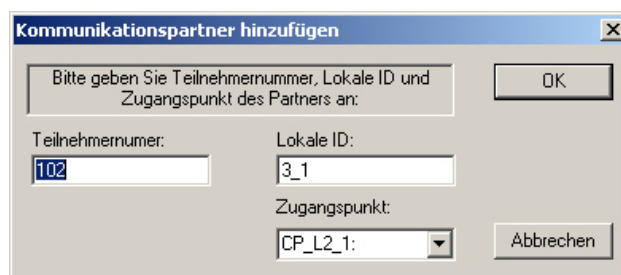 Kommunikationspartner hinzufügen
Bitte geben Sie Teilnehmernummer, Lokale ID und
Zugangspunkt des Partners an:
OK
Teilnehmernumer:
Lokale ID:
102
3_1
Zugangspunkt:
CP_L2_1:
Abbrechen